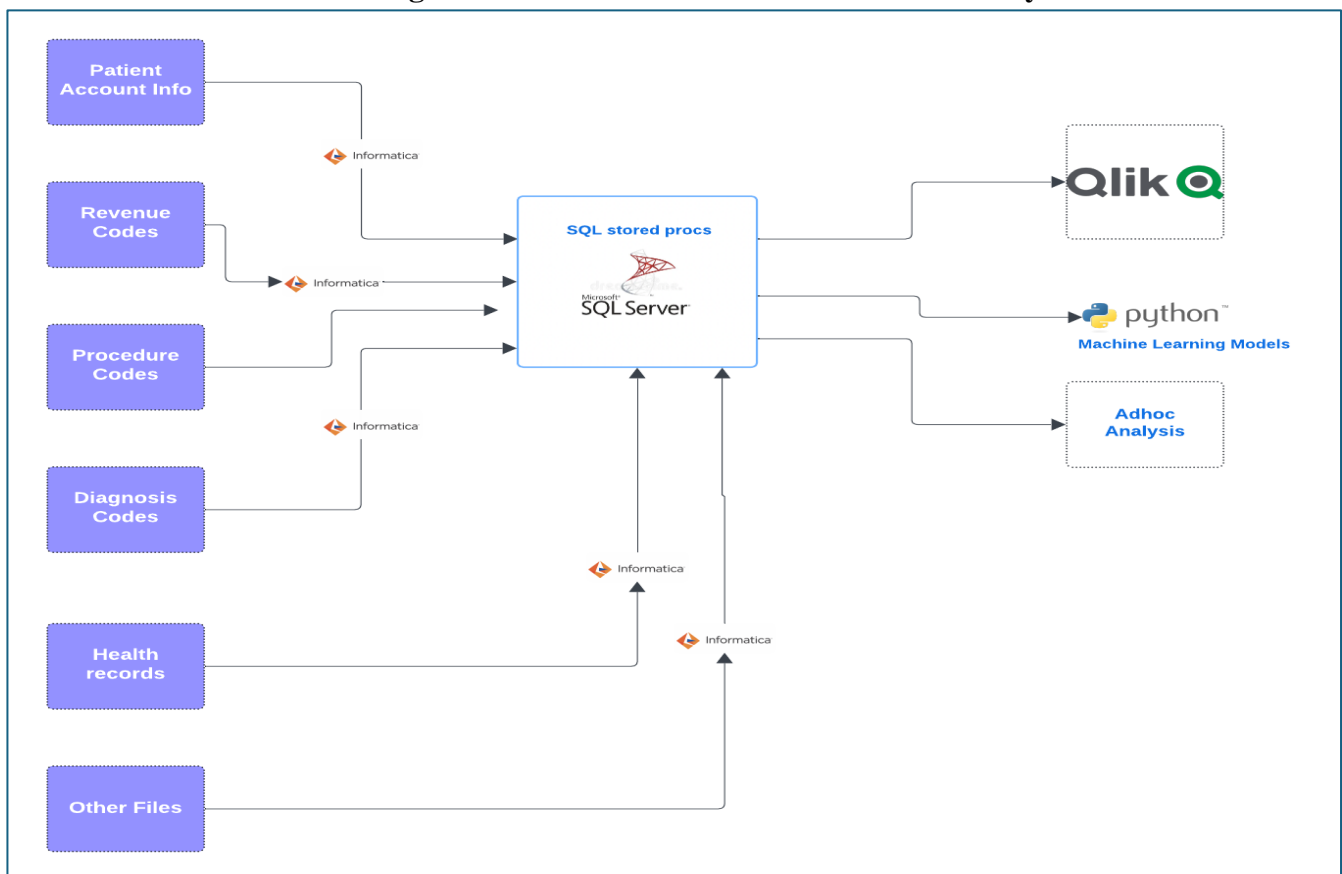 Patient
Account Info
Informatica
Revenue
Codes
Informatica
Procedure
Codes
Diagnosis
Codes
Informatica
Health
records
Informatica
Other Files
Informatica
SQL stored procs
Microsoft
SQL Server
Qlik
python™
Machine Learning Models
Adhoc
Analysis